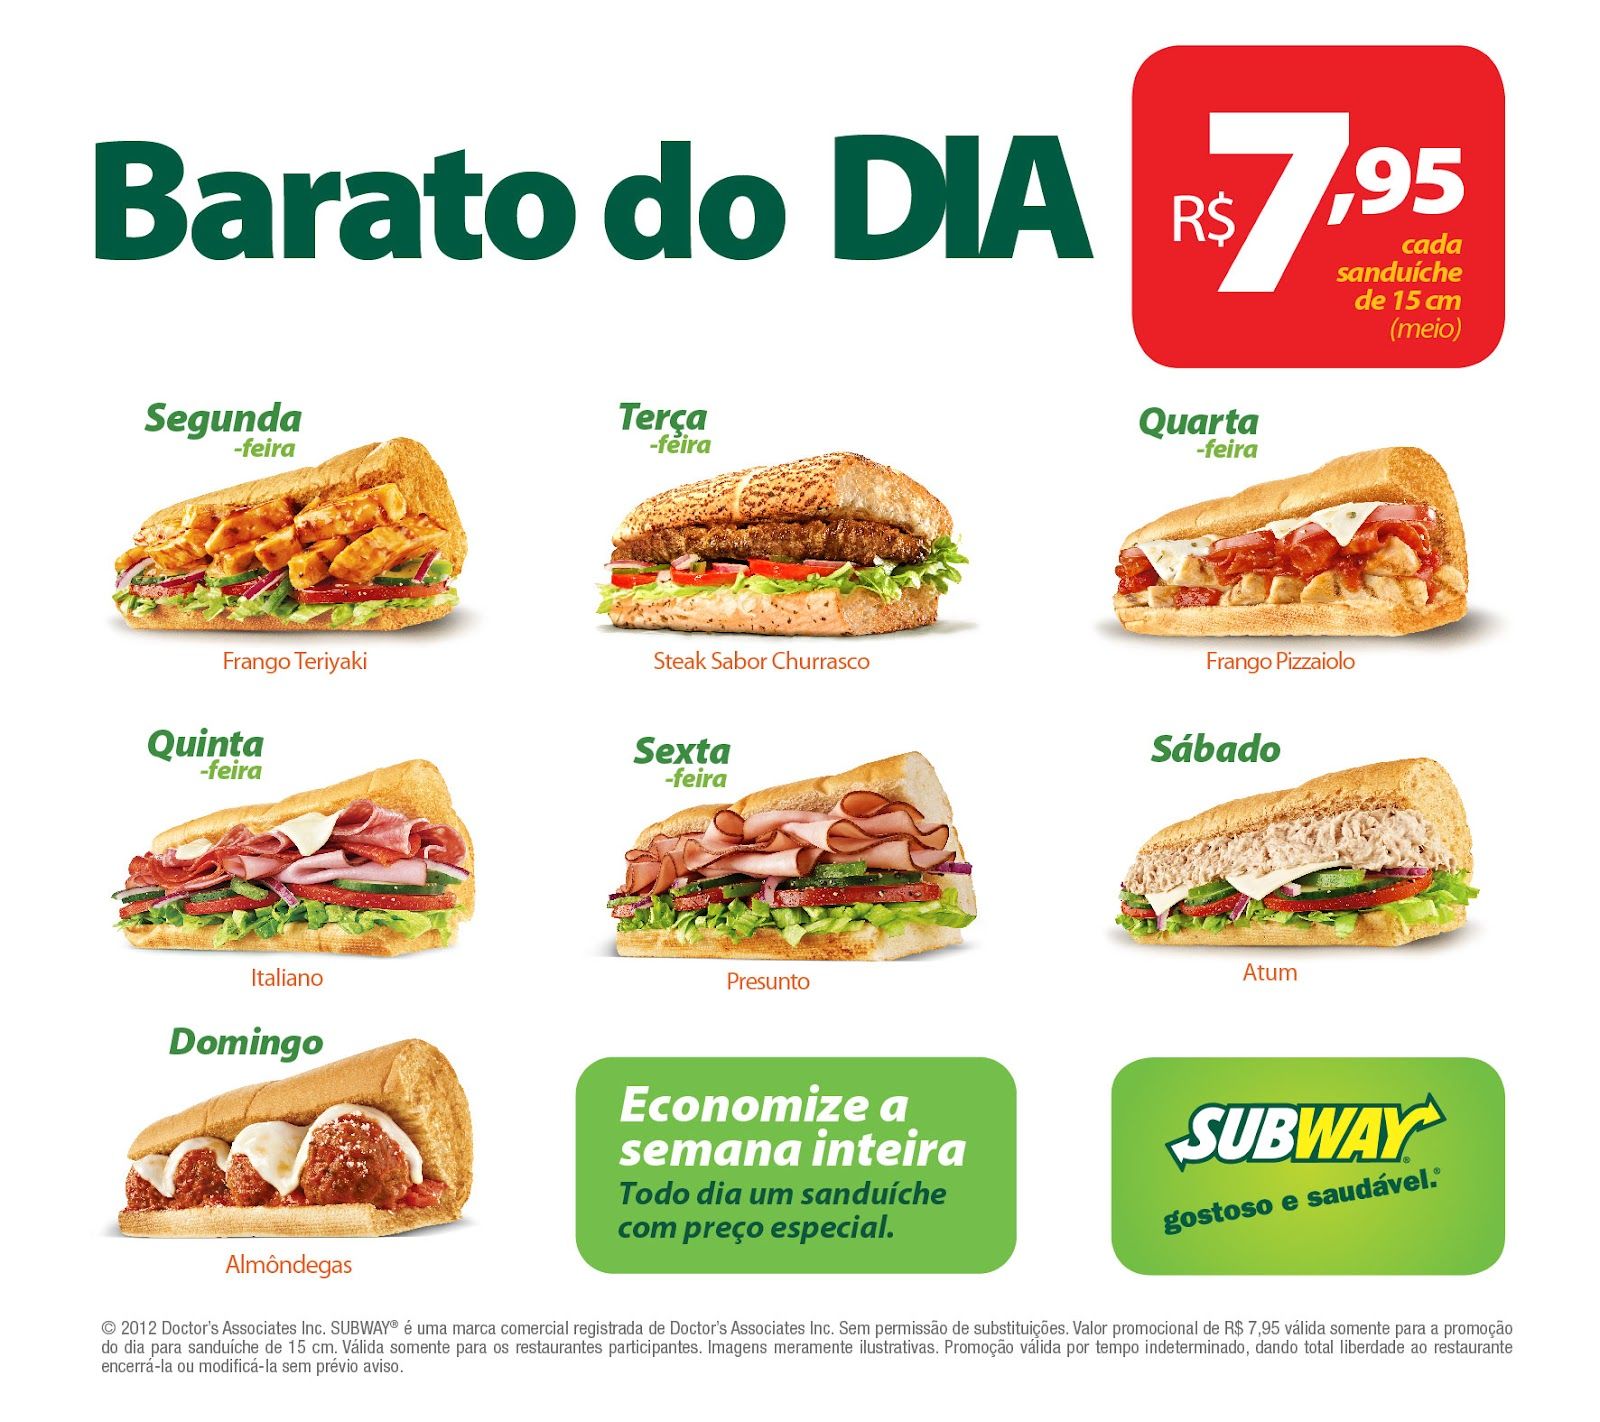 Barato do DIA
R$7,95
cada
sanduíche
de 15 cm
(meio)
Segunda
-feira
Frango Teriyaki
Terça
-feira
Steak Sabor Churrasco
Quarta
-feira
Frango Pizzaiolo
Quinta
-feira
Italiano
Sexta
-feira
Presunto
Sábado
Atum
Domingo
Almôndegas
Economize a
semana inteira
Todo dia um sanduíche
com preço especial.
SUBWAY®
gostoso e saudável.®
© 2012 Doctor's Associates Inc. SUBWAY® é uma marca comercial registrada de Doctor's Associates Inc. Sem permissão de substituições. Valor promocional de R$ 7,95 válida somente para a promoção
do dia para sanduíche de 15 cm. Válida somente para os restaurantes participantes. Imagens meramente ilustrativas. Promoção válida por tempo indeterminado, dando total liberdade ao restaurante
encerrá-la ou modificá-la sem prévio aviso.